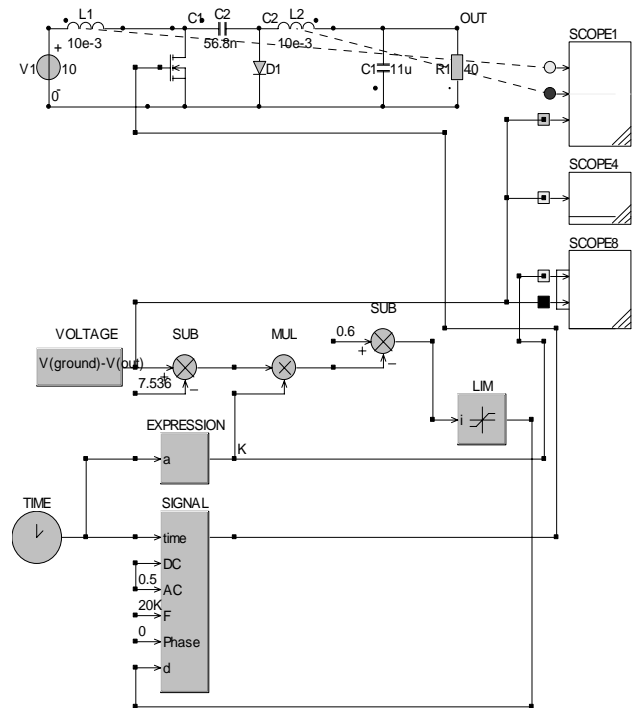 L1 C1 C2 C2 L2 OUT
10e-3 56.8n 10e-3
SCOPE1
V1 10 D1 C1 11u R1 40
+
0 -
SCOPE4
SCOPE8
VOLTAGE SUB MUL SUB
0.6
+ −
V(ground)-V(out)
+ −
7.536
LIM
i
EXPRESSION
K
a
TIME
SIGNAL
time
DC
0.5 AC
20K F
0 Phase
d